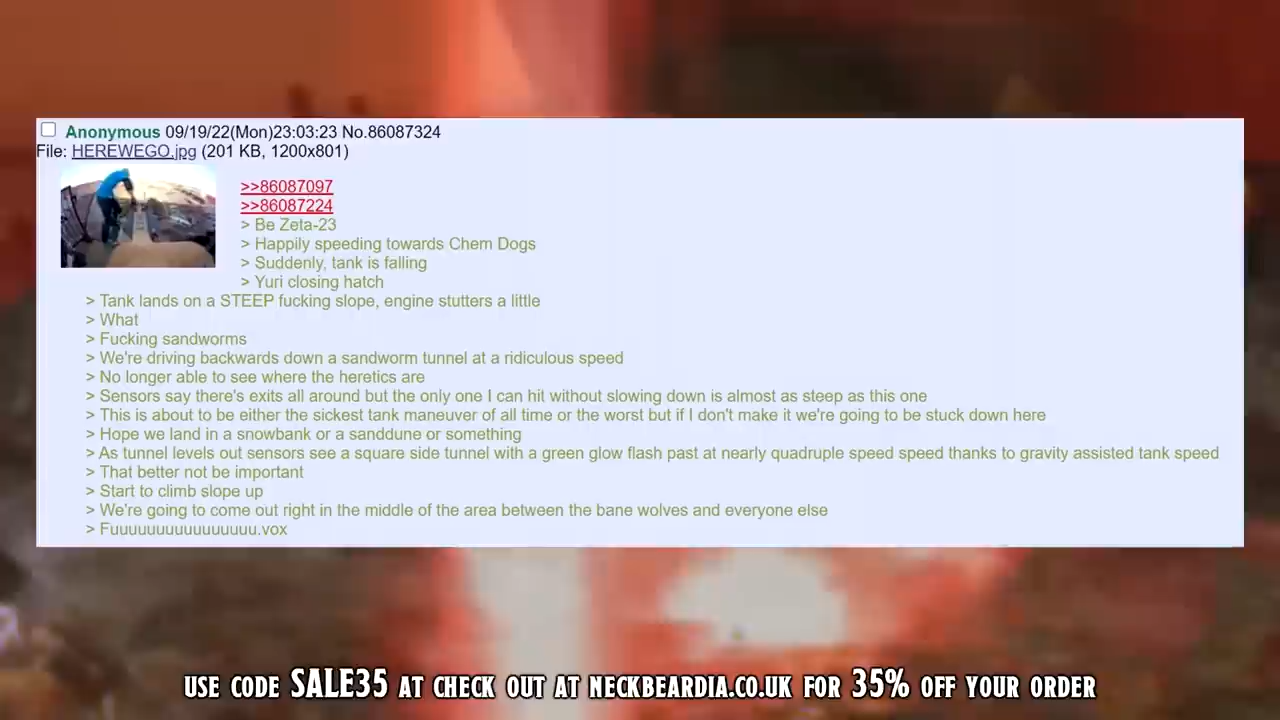 Anonymous 09/19/22(Mon)23:03:23 No.86087324
File: HEREWEGO.jpg (201 KB, 1200x801)
>>86087097
>>86087224
> Be Zeta-23
> Happily speeding towards Chem Dogs
> Suddenly, tank is falling
> Yuri closing hatch
> Tank lands on a STEEP fucking slope, engine stutters a little
> What
> Fucking sandworms
> We're driving backwards down a sandworm tunnel at a ridiculous speed
> No longer able to see where the heretics are
> Sensors say there's exits all around but the only one I can hit without slowing down is almost as steep as this one
> This is about to be either the sickest tank maneuver of all time or the worst but if I don't make it we're going to be stuck down here
> Hope we land in a snowbank or a sanddune or something
> As tunnel levels out sensors see a square side tunnel with a green glow flash past at nearly quadruple speed speed thanks to gravity assisted tank speed
> That better not be important
> Start to climb slope up
> We're going to come out right in the middle of the area between the bane wolves and everyone else
> Fuuuuuuuuuuuuuuuu.vox
USE CODE SALE35 AT CHECK OUT AT NECKBEARDIA.CO.UK FOR 35% OFF YOUR ORDER